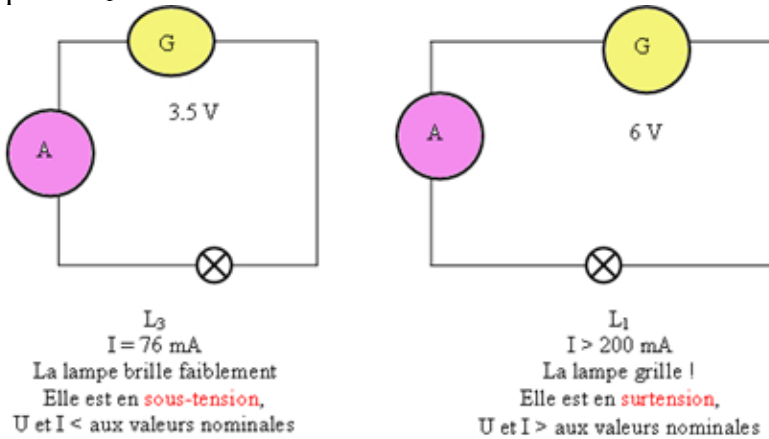 G
A
3.5 V
L3
I = 76 mA
La lampe brille faiblement
Elle est en sous-tension,
U et I < aux valeurs nominales
G
A
6 V
L1
I > 200 mA
La lampe grille !
Elle est en surtension,
U et I > aux valeurs nominales